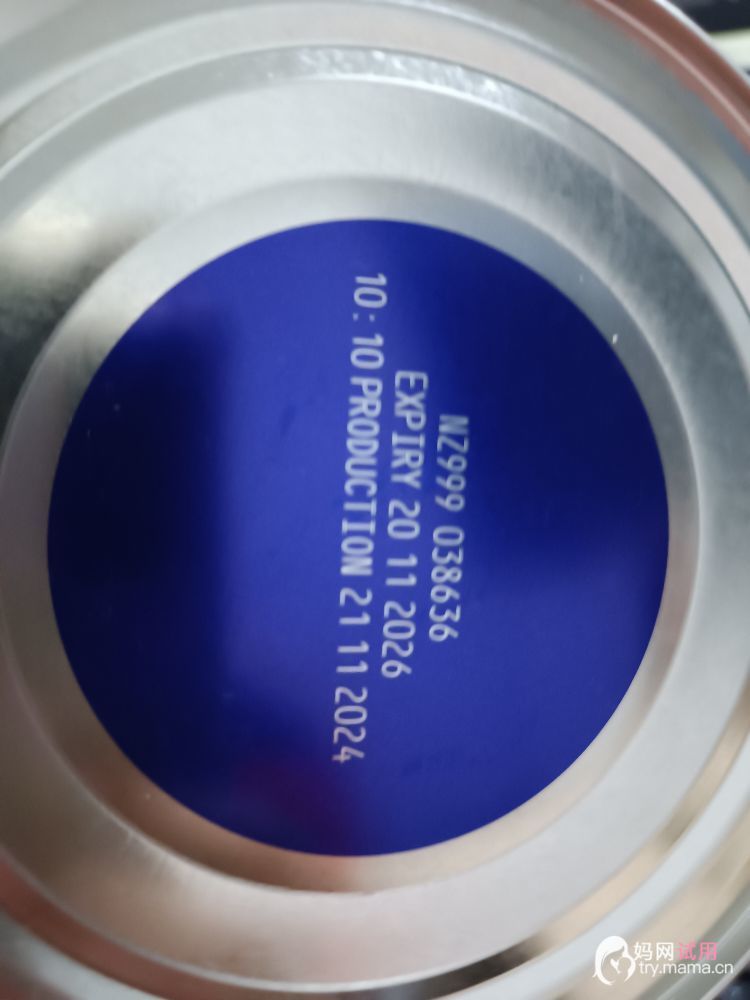 NZ999 038636
EXPIRY 20 11 2026
10:10 PRODUCTION 21 11 2024
妈网试用
try.mama.cn